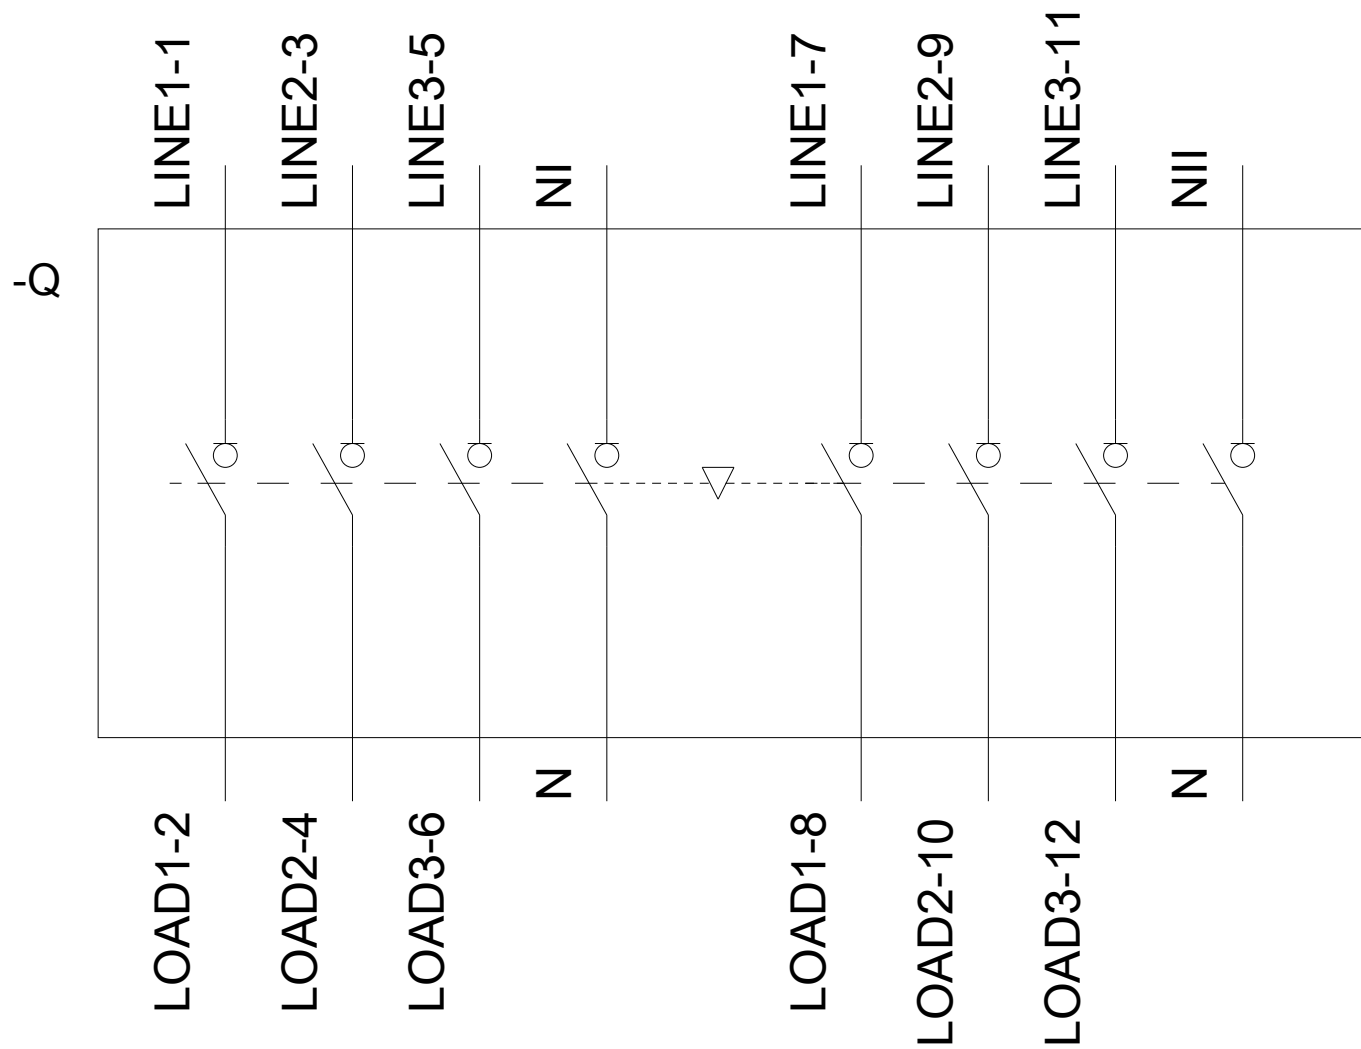 LINE1-1
LINE2-3
LINE3-5
NI
LINE1-7
LINE2-9
LINE3-11
NII
-Q
LOAD1-2
LOAD2-4
LOAD3-6
N
LOAD1-8
LOAD2-10
LOAD3-12
N